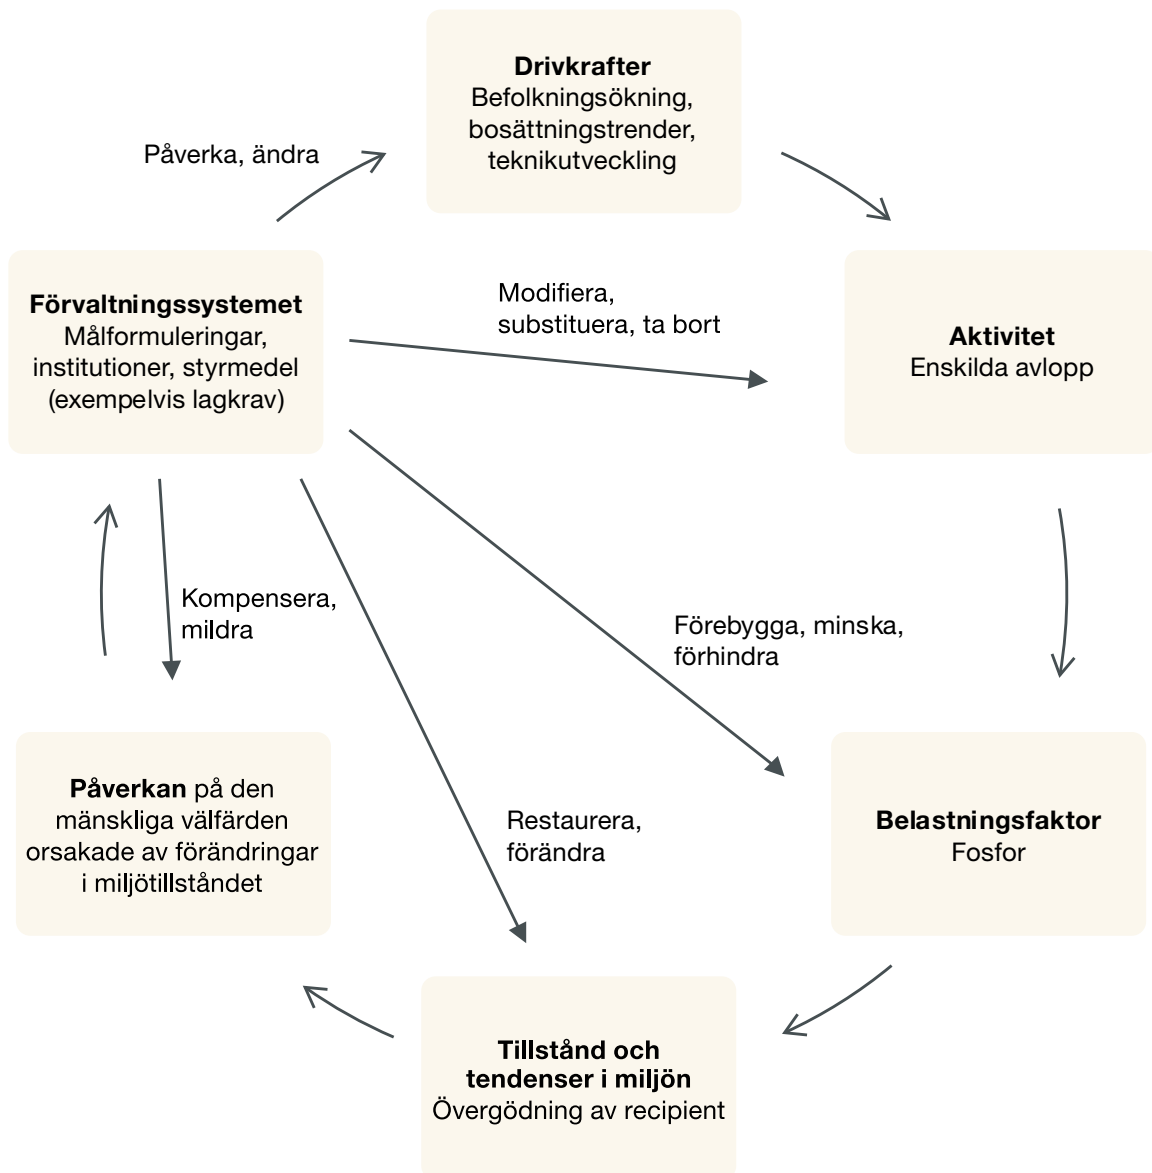 Drivkrafter
Befolkningsökning,
bosättningstrender,
teknikutveckling
Påverka, ändra
Förvaltningssystemet
Målformuleringar,
institutioner, styrmedel
(exempelvis lagkrav)
Modifiera,
substituera, ta bort
Aktivitet
Enskilda avlopp
Kompensera,
mildra
Förebygga, minska,
förhindra
Påverkan på den
mänskliga välfärden
orsakade av förändringar
i miljötillståndet
Restaurera,
förändra
Belastningsfaktor
Fosfor
Tillstånd och
tendenser i miljön
Övergödning av recipient